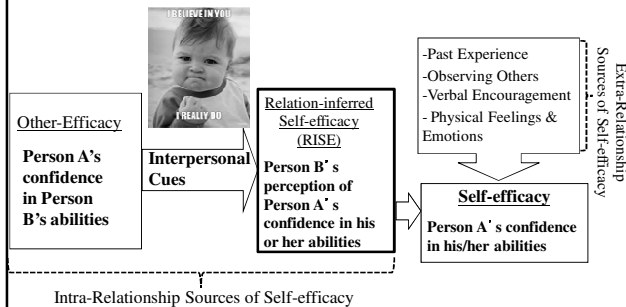 I BELIEVE IN YOU
I REALLY DO
Other-Efficacy
Person A's
confidence
in Person
B's abilities
Interpersonal
Cues
Relation-inferred
Self-efficacy
(RISE)
Person B's
perception of
Person A's
confidence in his
or her abilities
-Past Experience
-Observing Others
-Verbal Encouragement
- Physical Feelings &
Emotions
Extra-Relationship
Sources of Self-efficacy
Self-efficacy
Person A's confidence
in his/her abilities
Intra-Relationship Sources of Self-efficacy